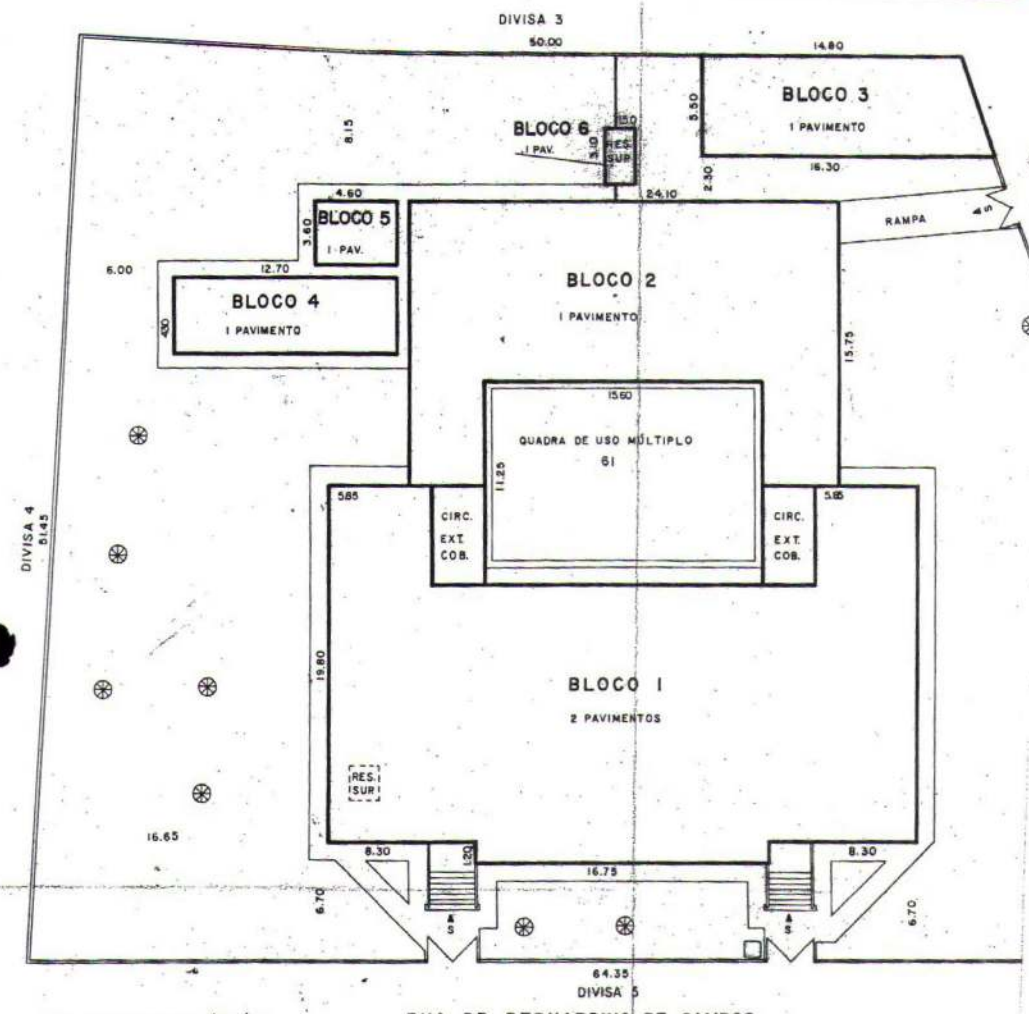 DIVISA 3
50.00
14.80
BLOCO 3
1 PAVIMENTO
5.50
16.30
2.30
BLOCO 6
1 PAV.
3.10
1.50
RES.
SUP.
8.15
24.10
RAMPA
S
4.60
BLOCO 5
1 PAV.
3.60
6.00
12.70
BLOCO 4
1 PAVIMENTO
4.30
BLOCO 2
1 PAVIMENTO
15.75
15.60
QUADRA DE USO MÚLTIPLO
61
11.25
5.85
5.85
CIRC.
EXT.
COB.
CIRC.
EXT.
COB.
DIVISA 4
51.45
19.80
BLOCO 1
2 PAVIMENTOS
RES.
SUP.
16.65
8.30
1.20
16.75
8.30
6.70
6.70
S
S
64.35
DIVISA 5